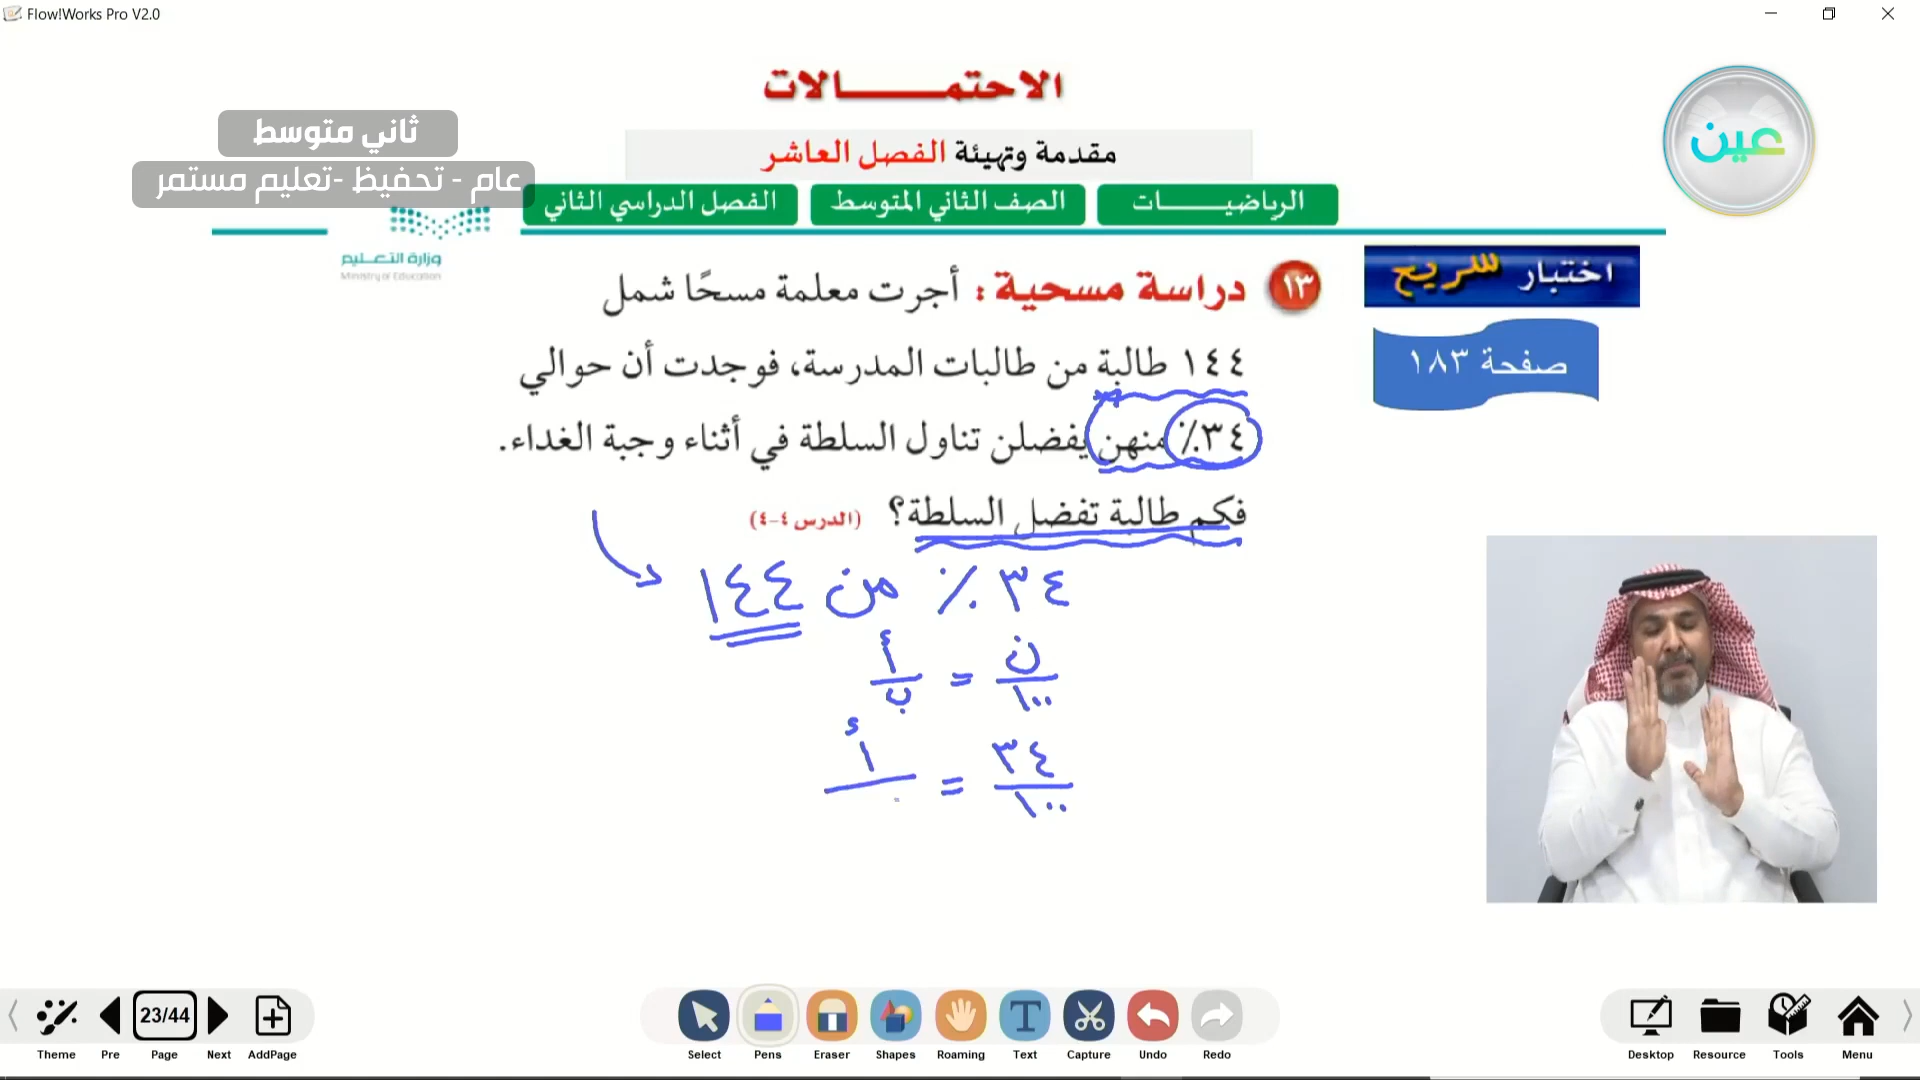 Flow!Works Pro V2.0
الاحتمـــالات
ثاني متوسط
عام - تحفيظ -تعليم مستمر
عين
مقدمة وتهيئة الفصل العاشر
الرياضيـــات
الصف الثاني المتوسط
الفصل الدراسي الثاني
وزارة التعليم
Ministry of Education
اختبار سريع
صفحة ١٨٣
١٣ دراسة مسحية : أجرت معلمة مسحًا شمل
١٤٤ طالبة من طالبات المدرسة، فوجدت أن حوالي
٣٤٪ منهن يفضلن تناول السلطة في أثناء وجبة الغداء.
فكم طالبة تفضل السلطة؟ (الدرس ٤-٤)
٣٤ ٪ من ١٤٤
ن/١٠٠ = أ/ب
٣٤/١٠٠ = أ/
23/44
Theme Pre Page Next AddPage
Select Pens Eraser Shapes Roaming Text Capture Undo Redo
Desktop Resource Tools Menu